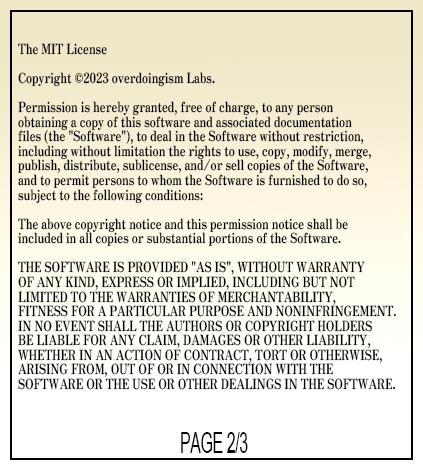 The MIT License
Copyright ©2023 overdoingism Labs.
Permission is hereby granted, free of charge, to any person
obtaining a copy of this software and associated documentation
files (the "Software"), to deal in the Software without restriction,
including without limitation the rights to use, copy, modify, merge,
publish, distribute, sublicense, and/or sell copies of the Software,
and to permit persons to whom the Software is furnished to do so,
subject to the following conditions:
The above copyright notice and this permission notice shall be
included in all copies or substantial portions of the Software.
THE SOFTWARE IS PROVIDED "AS IS", WITHOUT WARRANTY
OF ANY KIND, EXPRESS OR IMPLIED, INCLUDING BUT NOT
LIMITED TO THE WARRANTIES OF MERCHANTABILITY,
FITNESS FOR A PARTICULAR PURPOSE AND NONINFRINGEMENT.
IN NO EVENT SHALL THE AUTHORS OR COPYRIGHT HOLDERS
BE LIABLE FOR ANY CLAIM, DAMAGES OR OTHER LIABILITY,
WHETHER IN AN ACTION OF CONTRACT, TORT OR OTHERWISE,
ARISING FROM, OUT OF OR IN CONNECTION WITH THE
SOFTWARE OR THE USE OR OTHER DEALINGS IN THE SOFTWARE.
PAGE 2/3